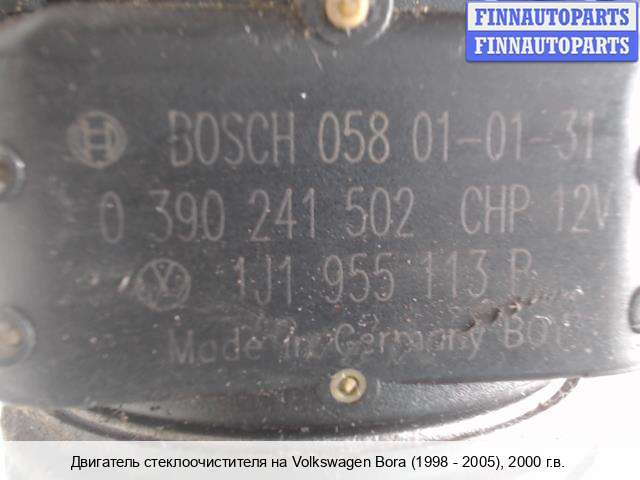 FINNAUTOPARTS
FINNAUTOPARTS
BOSCH 058 01-01-31
0 390 241 502 CHP 12V
1J1 955 113 B
Made in Germany
Двигатель стеклоочистителя на Volkswagen Bora (1998 - 2005), 2000 г.в.